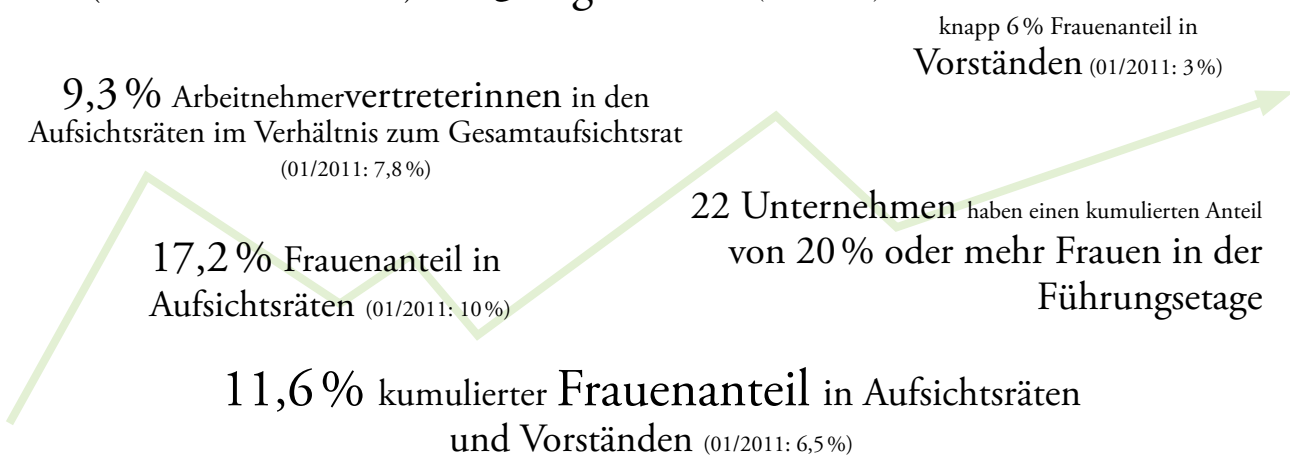 knapp 6 % Frauenanteil in
Vorständen (01/2011: 3 %)
9,3 % Arbeitnehmervertreterinnen in den
Aufsichtsräten im Verhältnis zum Gesamtaufsichtsrat
(01/2011: 7,8 %)
22 Unternehmen haben einen kumulierten Anteil
von 20 % oder mehr Frauen in der
Führungsetage
17,2 % Frauenanteil in
Aufsichtsräten (01/2011: 10 %)
11,6 % kumulierter Frauenanteil in Aufsichtsräten
und Vorständen (01/2011: 6,5 %)